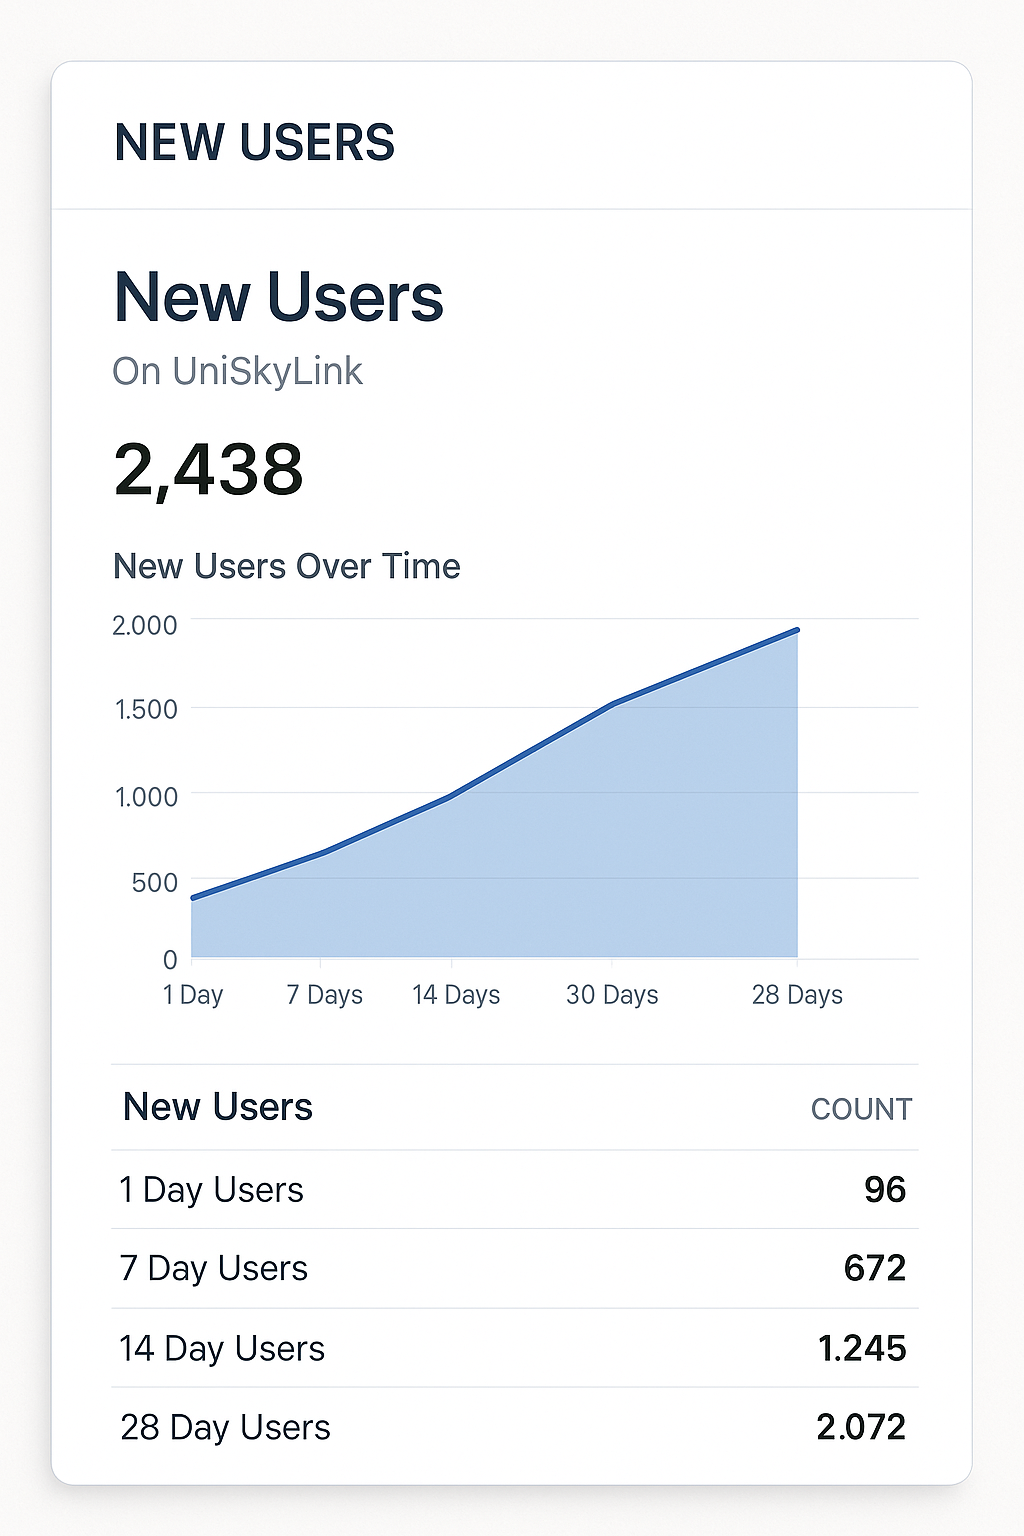 NEW USERS
New Users
On UniSkyLink
2,438
New Users Over Time
2.000
1.500
1.000
500
0
1 Day 7 Days 14 Days 30 Days 28 Days
New Users COUNT
1 Day Users 96
7 Day Users 672
14 Day Users 1.245
28 Day Users 2.072